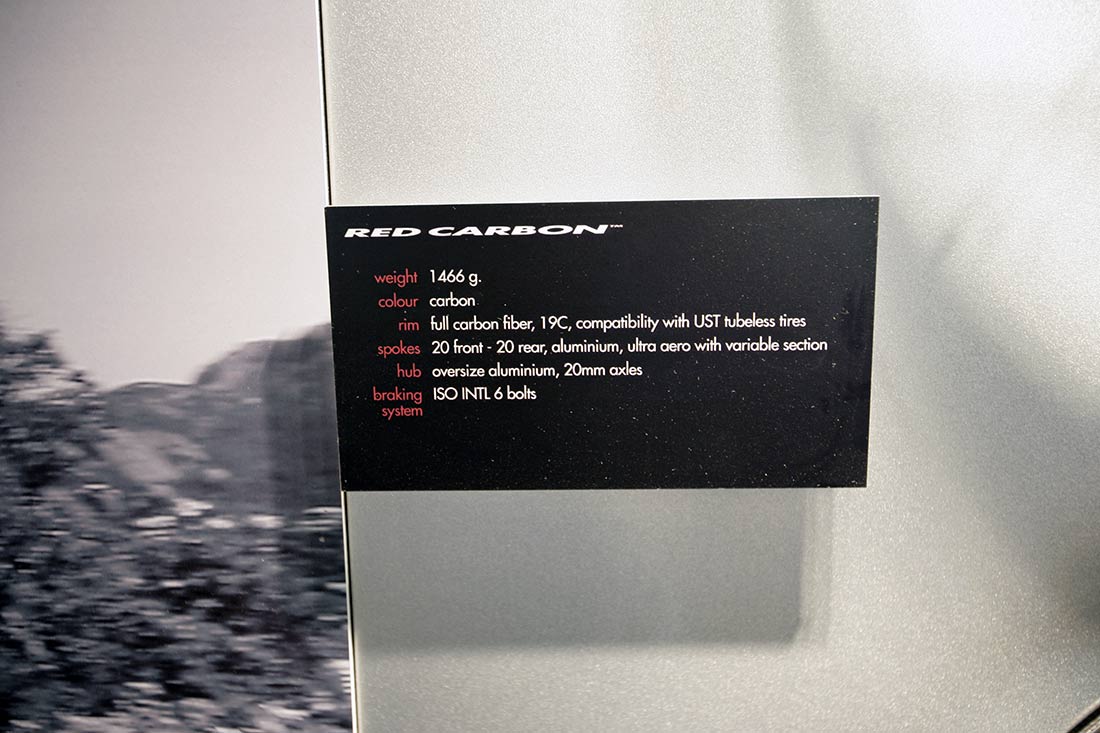 RED CARBON™
weight 1466 g.
colour carbon
rim full carbon fiber, 19C, compatibility with UST tubeless tires
spokes 20 front - 20 rear, aluminium, ultra aero with variable section
hub oversize aluminium, 20mm axles
braking ISO INTL 6 bolts
system